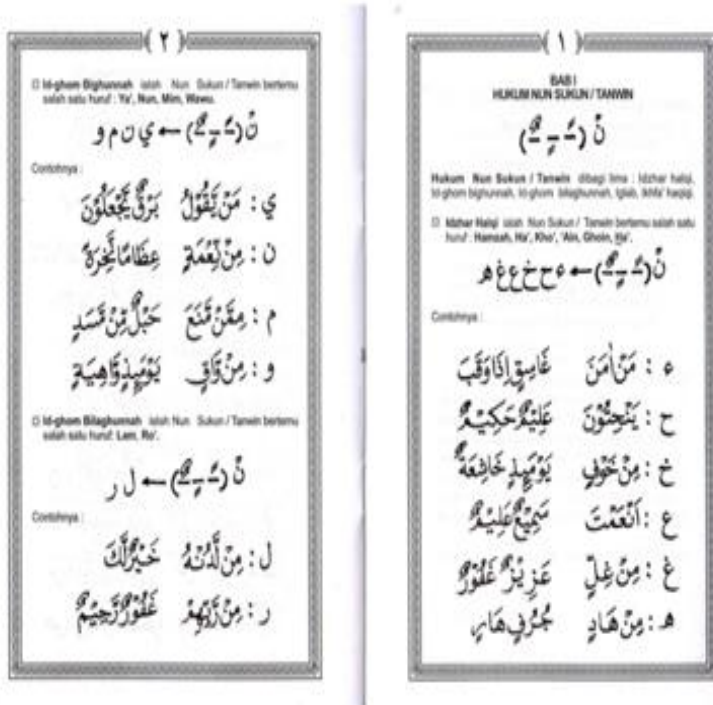 ( ١ )
BAB I
HUKUM NUN SUKUN / TANWIN
نْ (ـًـ ـٍـ ـٌـ)
Hukum Nun Sukun / Tanwin dibagi lima : Idzhar halqi,
Id-ghom bighunnah, Id-ghom bilaghunnah, Iqlab, Ikhfa' haqiqi.
Idzhar Halqi ialah Nun Sukun / Tanwin bertemu salah satu
huruf : Hamzah, Ha', Kho', 'Ain, Ghoin, Ha'.
نْ (ـًـ ـٍـ ـٌـ) ← ء ح خ ع غ ھ
Contohnya :
ء : مَنْ اٰمَنَ غَاسِقٍ اِذَا وَقَبَ
ح : يَنْحِتُوْنَ عَلِيْمٌ حَكِيْمٌ
خ : مِنْ خَوْفٍ يَوْمَئِذٍ خَاشِعَةٌ
ع : اَنْعَمْتَ سَمِيْعٌ عَلِيْمٌ
غ : مِنْ غِلٍّ عَزِيْزٌ غَفُوْرٌ
هـ : مِنْ هَادٍ جُرُفٍ هَارٍ
( ٢ )
Id-ghom Bighunnah ialah Nun Sukun / Tanwin bertemu
salah satu huruf : Ya', Nun, Mim, Wawu.
نْ (ـًـ ـٍـ ـٌـ) ← ي ن م و
Contohnya :
ي : مَنْ يَّقُوْلُ بَرْقٌ يَّجْعَلُوْنَ
ن : مِنْ نِّعْمَةٍ عِظَامًا نَّخِرَةً
م : مِمَّنْ مَّنَعَ حَبْلٌ مِّنْ مَّسَدٍ
و : مِنْ وَّاقٍ يَوْمَئِذٍ وَّاهِيَةٍ
Id-ghom Bilaghunnah ialah Nun Sukun / Tanwin bertemu
salah satu huruf: Lam, Ro'.
نْ (ـًـ ـٍـ ـٌـ) ← ل ر
Contohnya :
ل : مِنْ لَّدُنْهُ خَيْرٌ لَّكَ
ر : مِنْ رَّبِّهِمْ غَفُوْرٌ رَّحِيْمٌ